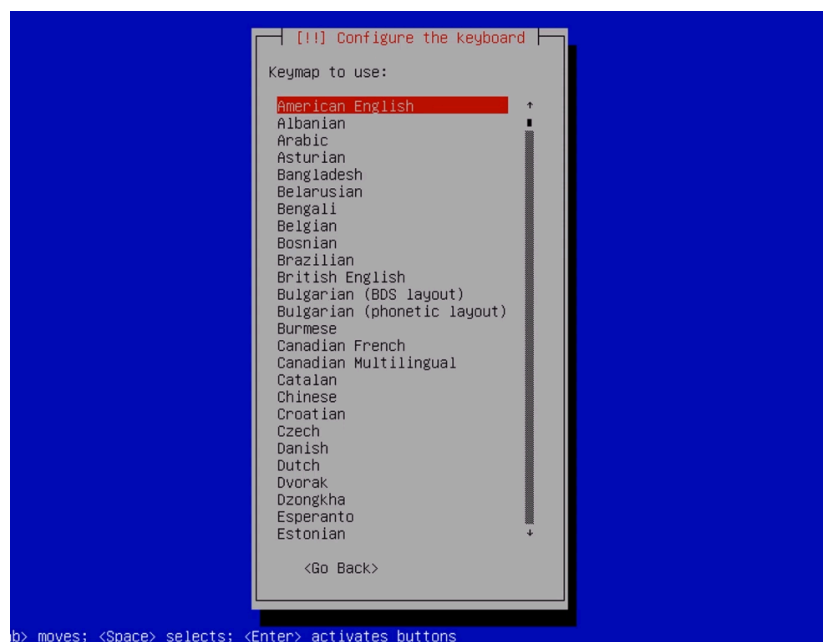 [!!] Configure the keyboard
Keymap to use:
American English
Albanian
Arabic
Asturian
Bangladesh
Belarusian
Bengali
Belgian
Bosnian
Brazilian
British English
Bulgarian (BDS layout)
Bulgarian (phonetic layout)
Burmese
Canadian French
Canadian Multilingual
Catalan
Chinese
Croatian
Czech
Danish
Dutch
Dvorak
Dzongkha
Esperanto
Estonian
<Go Back>
b> moves; <Space> selects; <Enter> activates buttons